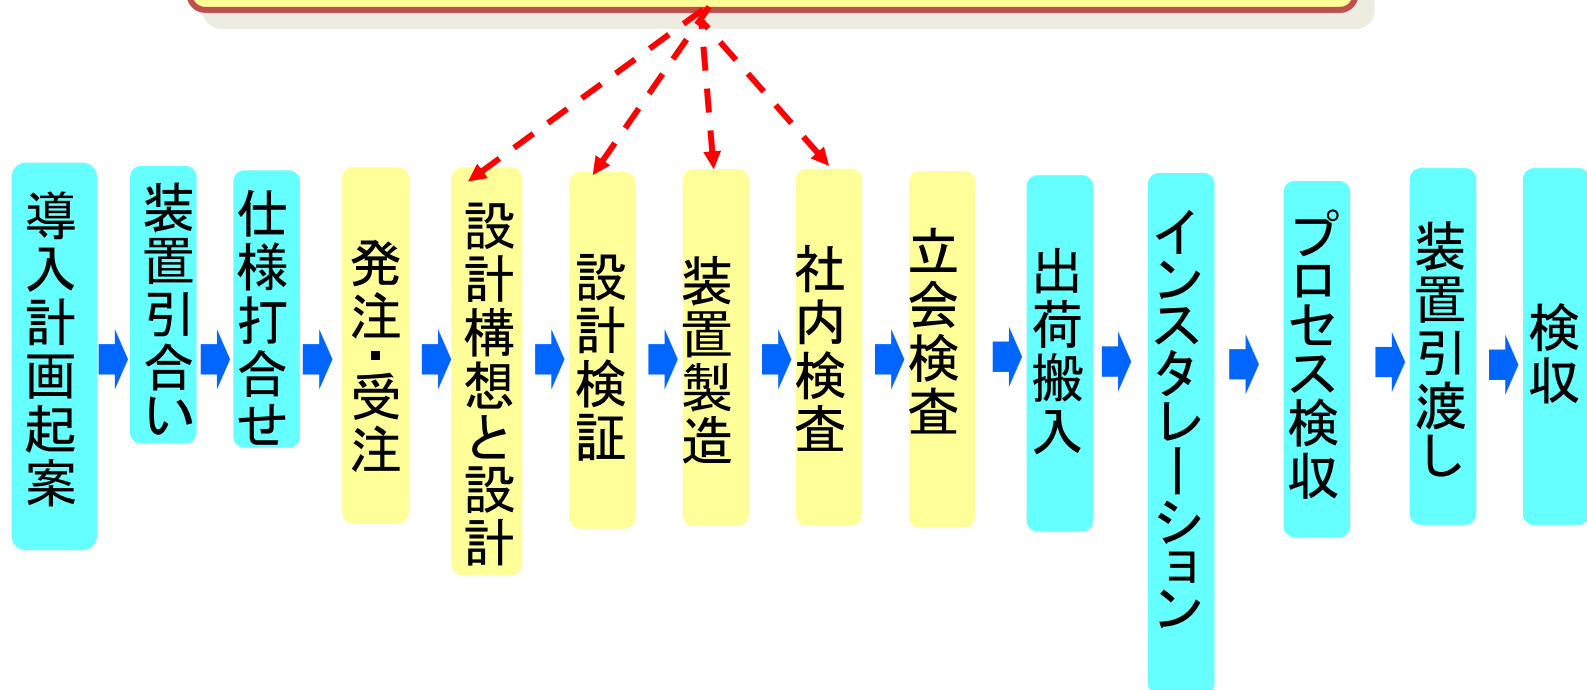 導入計画起案
装置引合い
仕様打合せ
発注・受注
設計構想と設計
設計検証
装置製造
社内検査
立会検査
出荷搬入
インスタレーション
プロセス検収
装置引渡し
検収